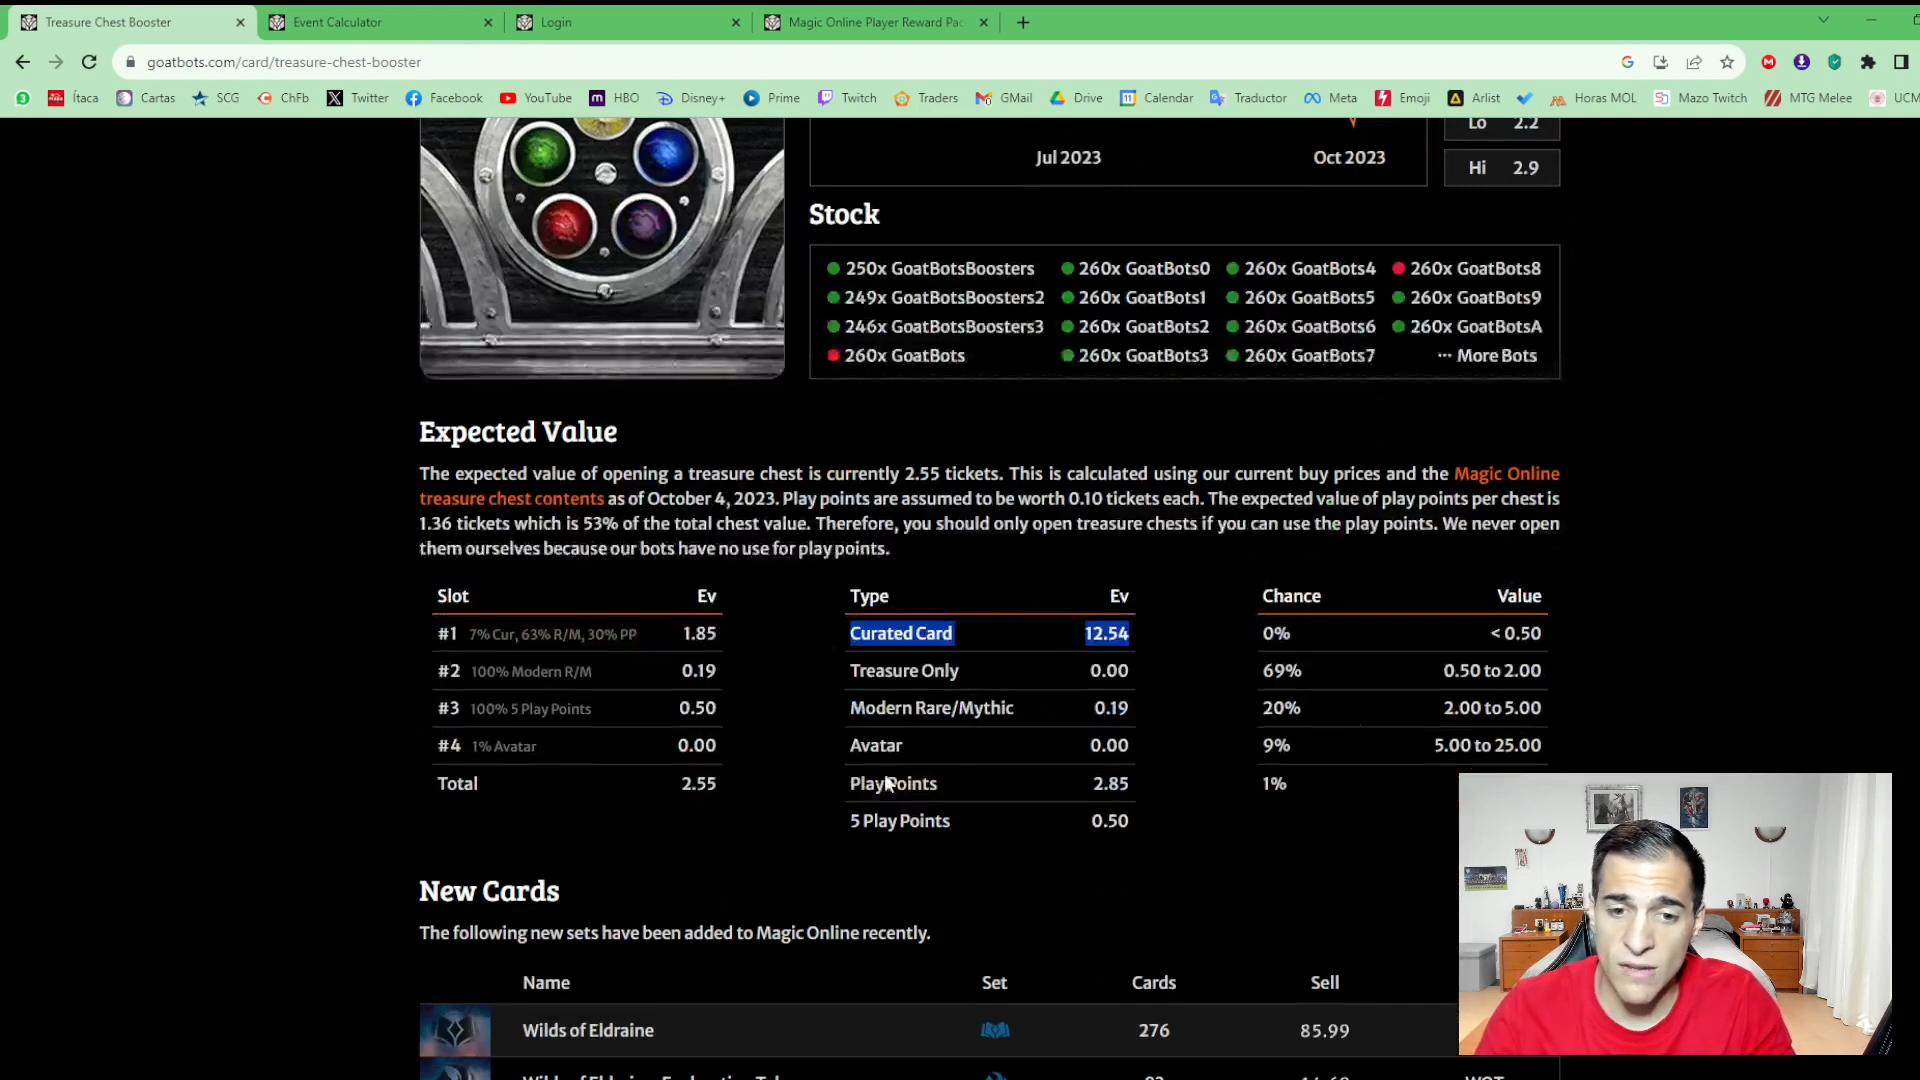 Treasure Chest Booster
Event Calculator
Login
Magic Online Player Reward Pac
goatbots.com/card/treasure-chest-booster
Ítaca
Cartas
SCG
ChFb
Twitter
Facebook
YouTube
HBO
Disney+
Prime
Twitch
Traders
GMail
Drive
Calendar
Traductor
Meta
Emoji
Arlist
Horas MOL
Mazo Twitch
MTG Melee
UCM
Lo 2.2
Jul 2023
Oct 2023
Hi 2.9
Stock
250x GoatBotsBoosters
260x GoatBots0
260x GoatBots4
260x GoatBots8
249x GoatBotsBoosters2
260x GoatBots1
260x GoatBots5
260x GoatBots9
246x GoatBotsBoosters3
260x GoatBots2
260x GoatBots6
260x GoatBotsA
260x GoatBots
260x GoatBots3
260x GoatBots7
··· More Bots
Expected Value
The expected value of opening a treasure chest is currently 2.55 tickets. This is calculated using our current buy prices and the Magic Online
treasure chest contents as of October 4, 2023. Play points are assumed to be worth 0.10 tickets each. The expected value of play points per chest is
1.36 tickets which is 53% of the total chest value. Therefore, you should only open treasure chests if you can use the play points. We never open
them ourselves because our bots have no use for play points.
Slot Ev
#1 7% Cur, 63% R/M, 30% PP 1.85
#2 100% Modern R/M 0.19
#3 100% 5 Play Points 0.50
#4 1% Avatar 0.00
Total 2.55
Type Ev
Curated Card 12.54
Treasure Only 0.00
Modern Rare/Mythic 0.19
Avatar 0.00
Play Points 2.85
5 Play Points 0.50
Chance Value
0% < 0.50
69% 0.50 to 2.00
20% 2.00 to 5.00
9% 5.00 to 25.00
1%
New Cards
The following new sets have been added to Magic Online recently.
Name Set Cards Sell
Wilds of Eldraine 276 85.99